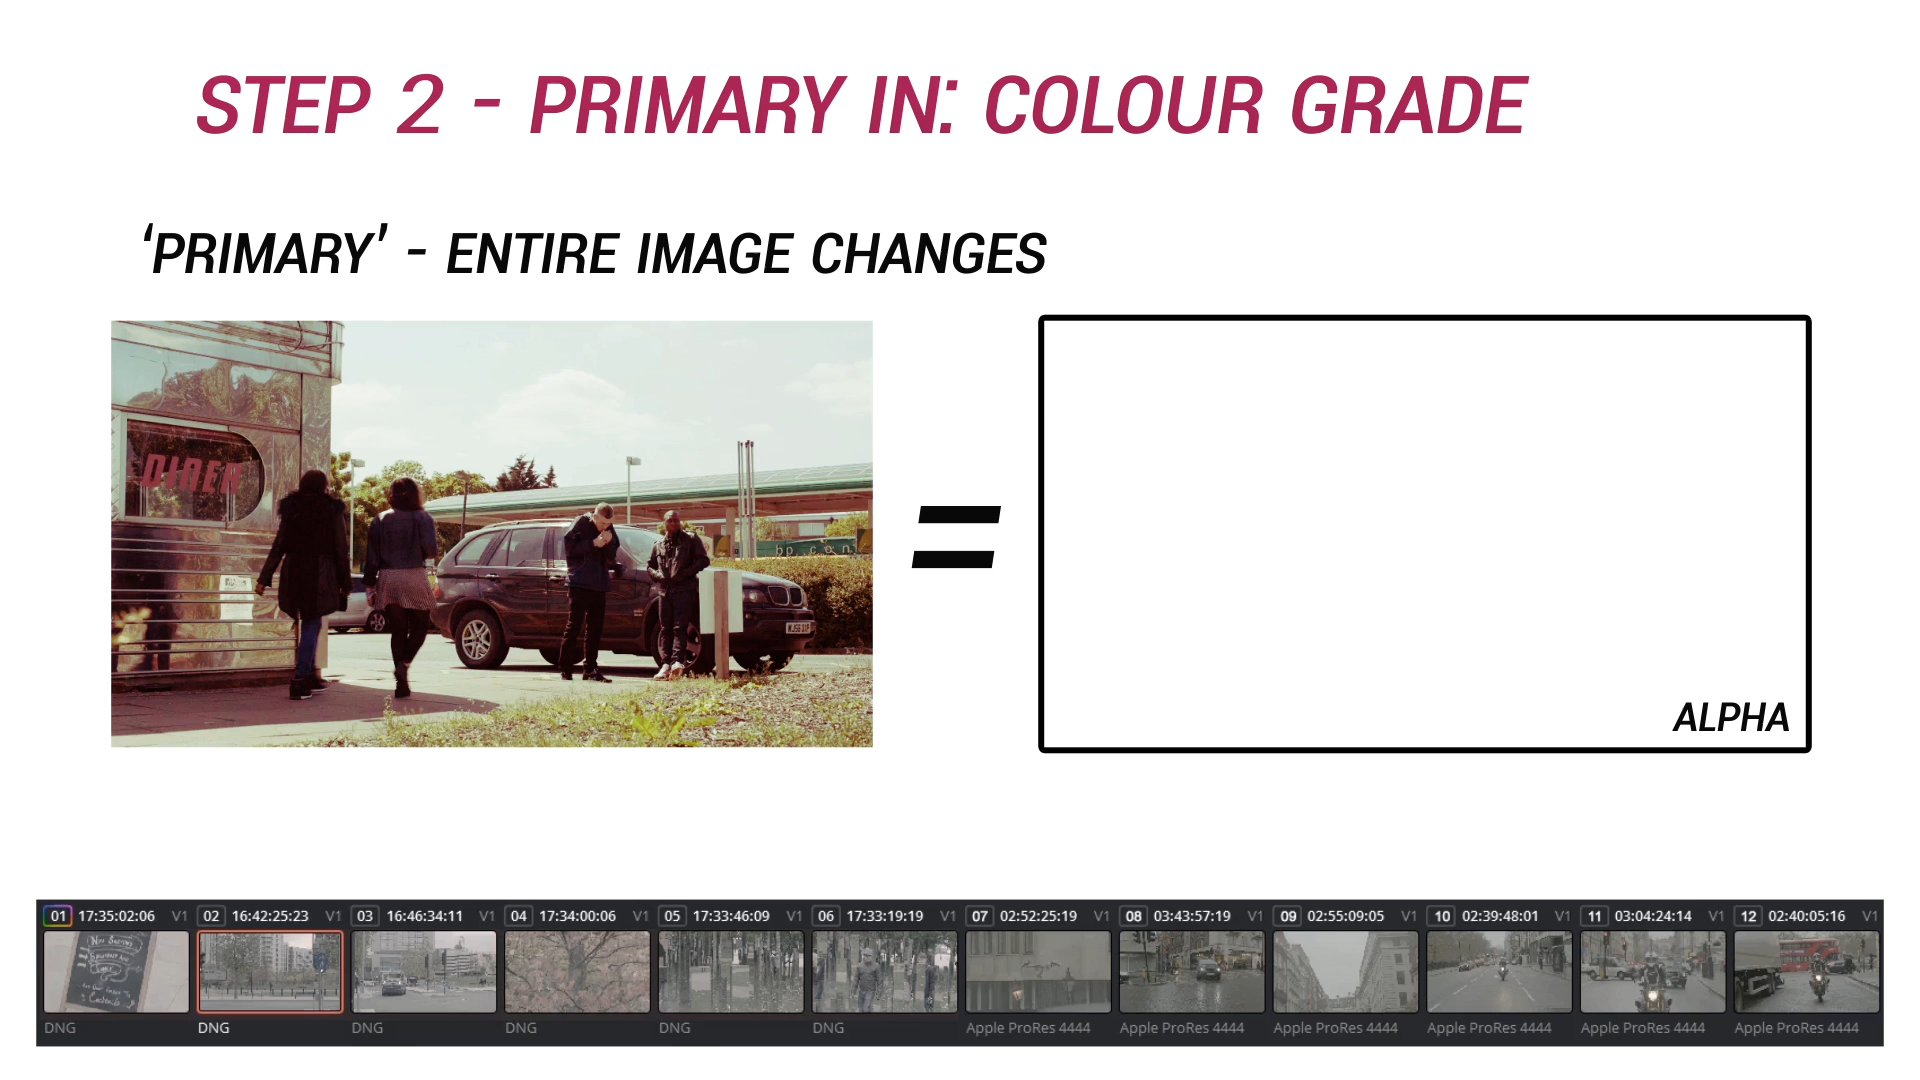 STEP 2 - PRIMARY IN: COLOUR GRADE
‘PRIMARY’ - ENTIRE IMAGE CHANGES
DINER
bp con
=
ALPHA
01 17:35:02:06 V1 02 16:42:25:23 V1 03 16:46:34:11 V1 04 17:34:00:06 V1 05 17:33:46:09 V1 06 17:33:19:19 V1 07 02:52:25:19 V1 08 03:43:57:19 V1 09 02:55:09:05 V1 10 02:39:48:01 V1 11 03:04:24:14 V1 12 02:40:05:16 V1
DNG DNG DNG DNG DNG DNG Apple ProRes 4444 Apple ProRes 4444 Apple ProRes 4444 Apple ProRes 4444 Apple ProRes 4444 Apple ProRes 4444